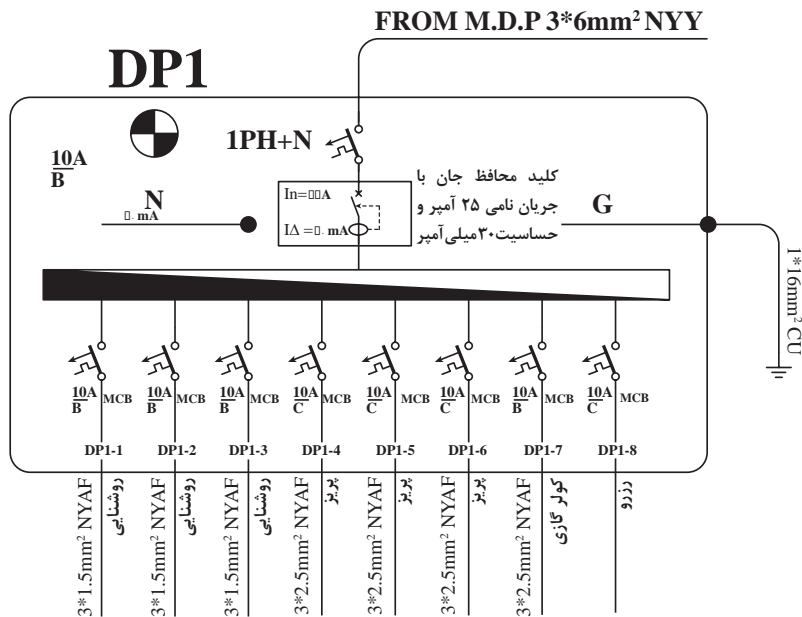 FROM M.D.P 3*6mm² NYY
DP1
1PH+N
10A
B
N
mA
In=A
IΔ = mA
کلید محافظ جان با
جریان نامی ۲۵ آمپر و
حساسیت۳۰میلی‌آمپر
G
1*16mm² CU
10A
B
MCB
10A
B
MCB
10A
B
MCB
10A
C
MCB
10A
C
MCB
10A
C
MCB
10A
B
MCB
10A
C
MCB
DP1-1
DP1-2
DP1-3
DP1-4
DP1-5
DP1-6
DP1-7
DP1-8
3*1.5mm² NYAF
روشنایی
3*1.5mm² NYAF
روشنایی
3*1.5mm² NYAF
روشنایی
3*2.5mm² NYAF
پریز
3*2.5mm² NYAF
پریز
3*2.5mm² NYAF
پریز
3*2.5mm² NYAF
کولر گازی
رزرو